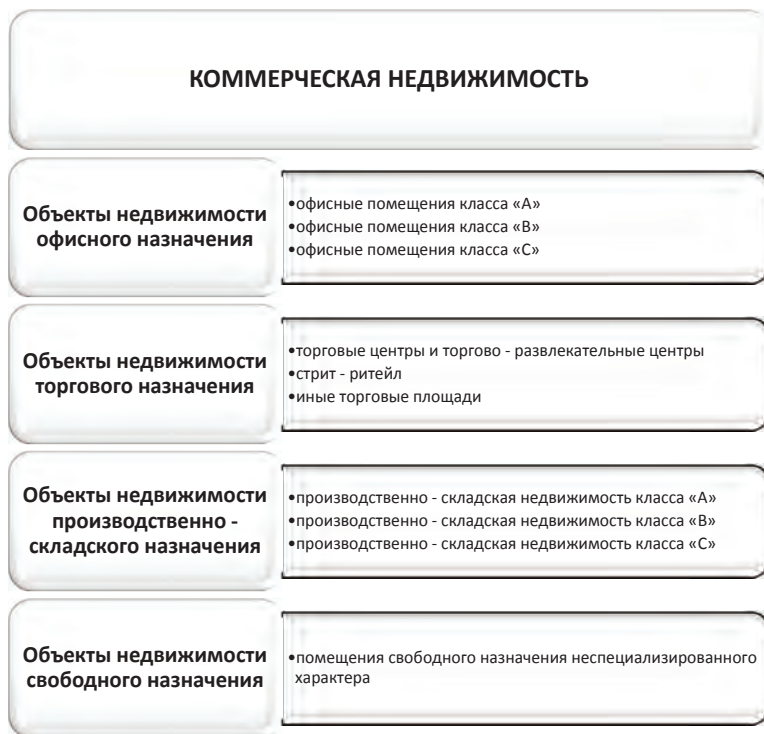 КОММЕРЧЕСКАЯ НЕДВИЖИМОСТЬ
Объекты недвижимости
офисного назначения
•офисные помещения класса «А»
•офисные помещения класса «В»
•офисные помещения класса «С»
Объекты недвижимости
торгового назначения
•торговые центры и торгово - развлекательные центры
•стрит - ритейл
•иные торговые площади
Объекты недвижимости
производственно -
складского назначения
•производственно - складская недвижимость класса «А»
•производственно - складская недвижимость класса «В»
•производственно - складская недвижимость класса «С»
Объекты недвижимости
свободного назначения
•помещения свободного назначения неспециализированного
характера